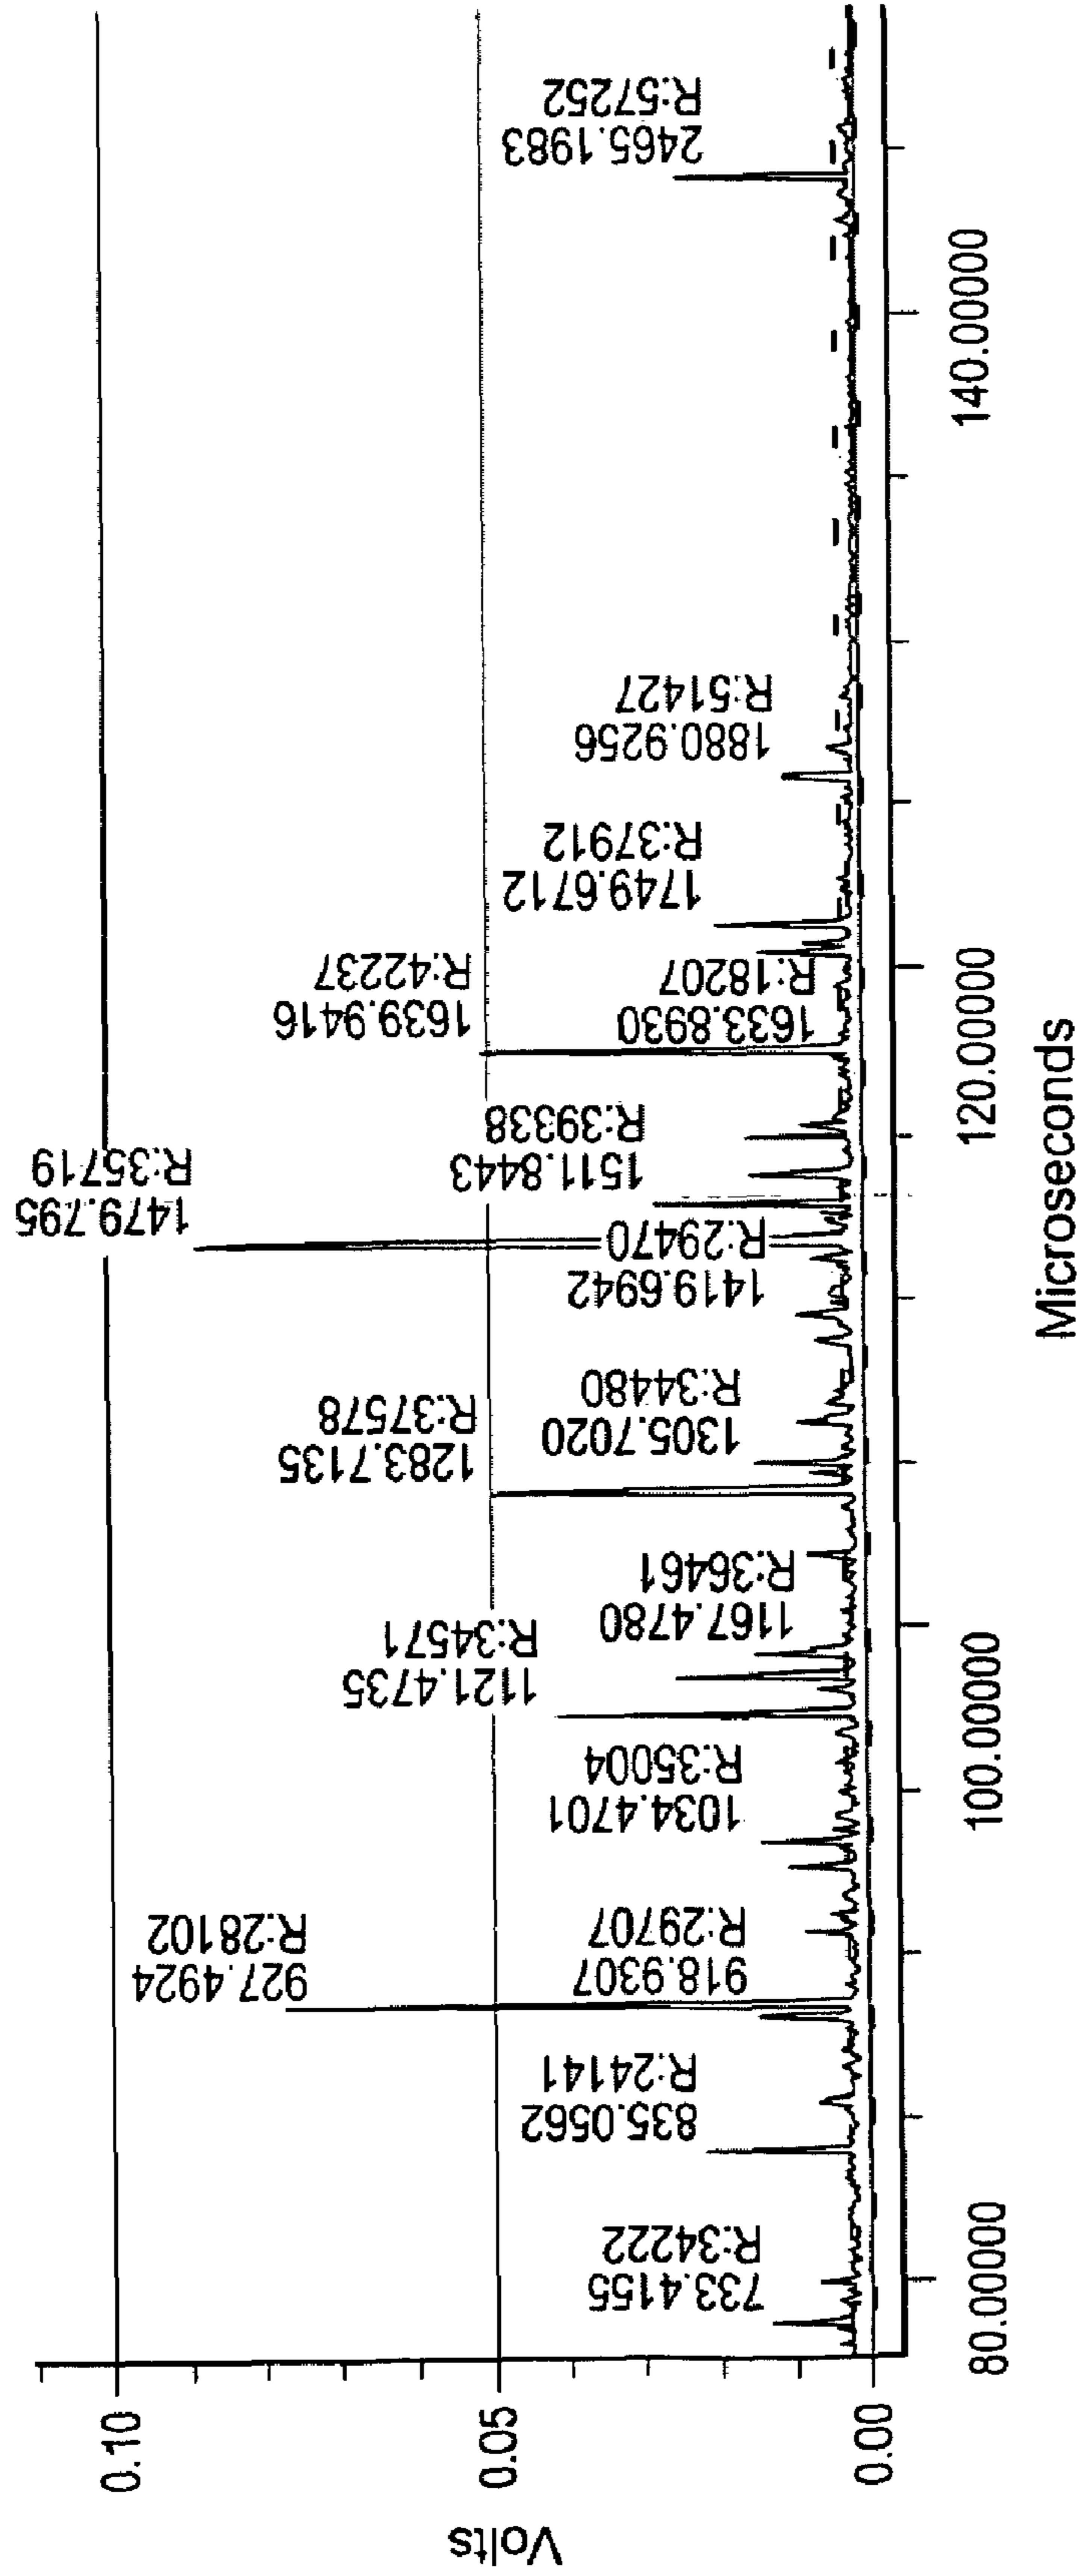 Volts
0.10
0.05
0.00
733.4155
R:34222
835.0562
R:24141
918.9307
R:29707
927.4924
R:28102
1034.4701
R:35004
1121.4735
R:34571
1167.4780
R:36461
1283.7135
R:37578
1305.7020
R:34480
1419.6942
R:29470
1479.795
R:35719
1511.8443
R:39338
1633.8930
R:18207
1639.9416
R:42237
1749.6712
R:37912
1880.9256
R:51427
2465.1983
R:57252
80.00000
100.00000
120.00000
140.00000
Microseconds